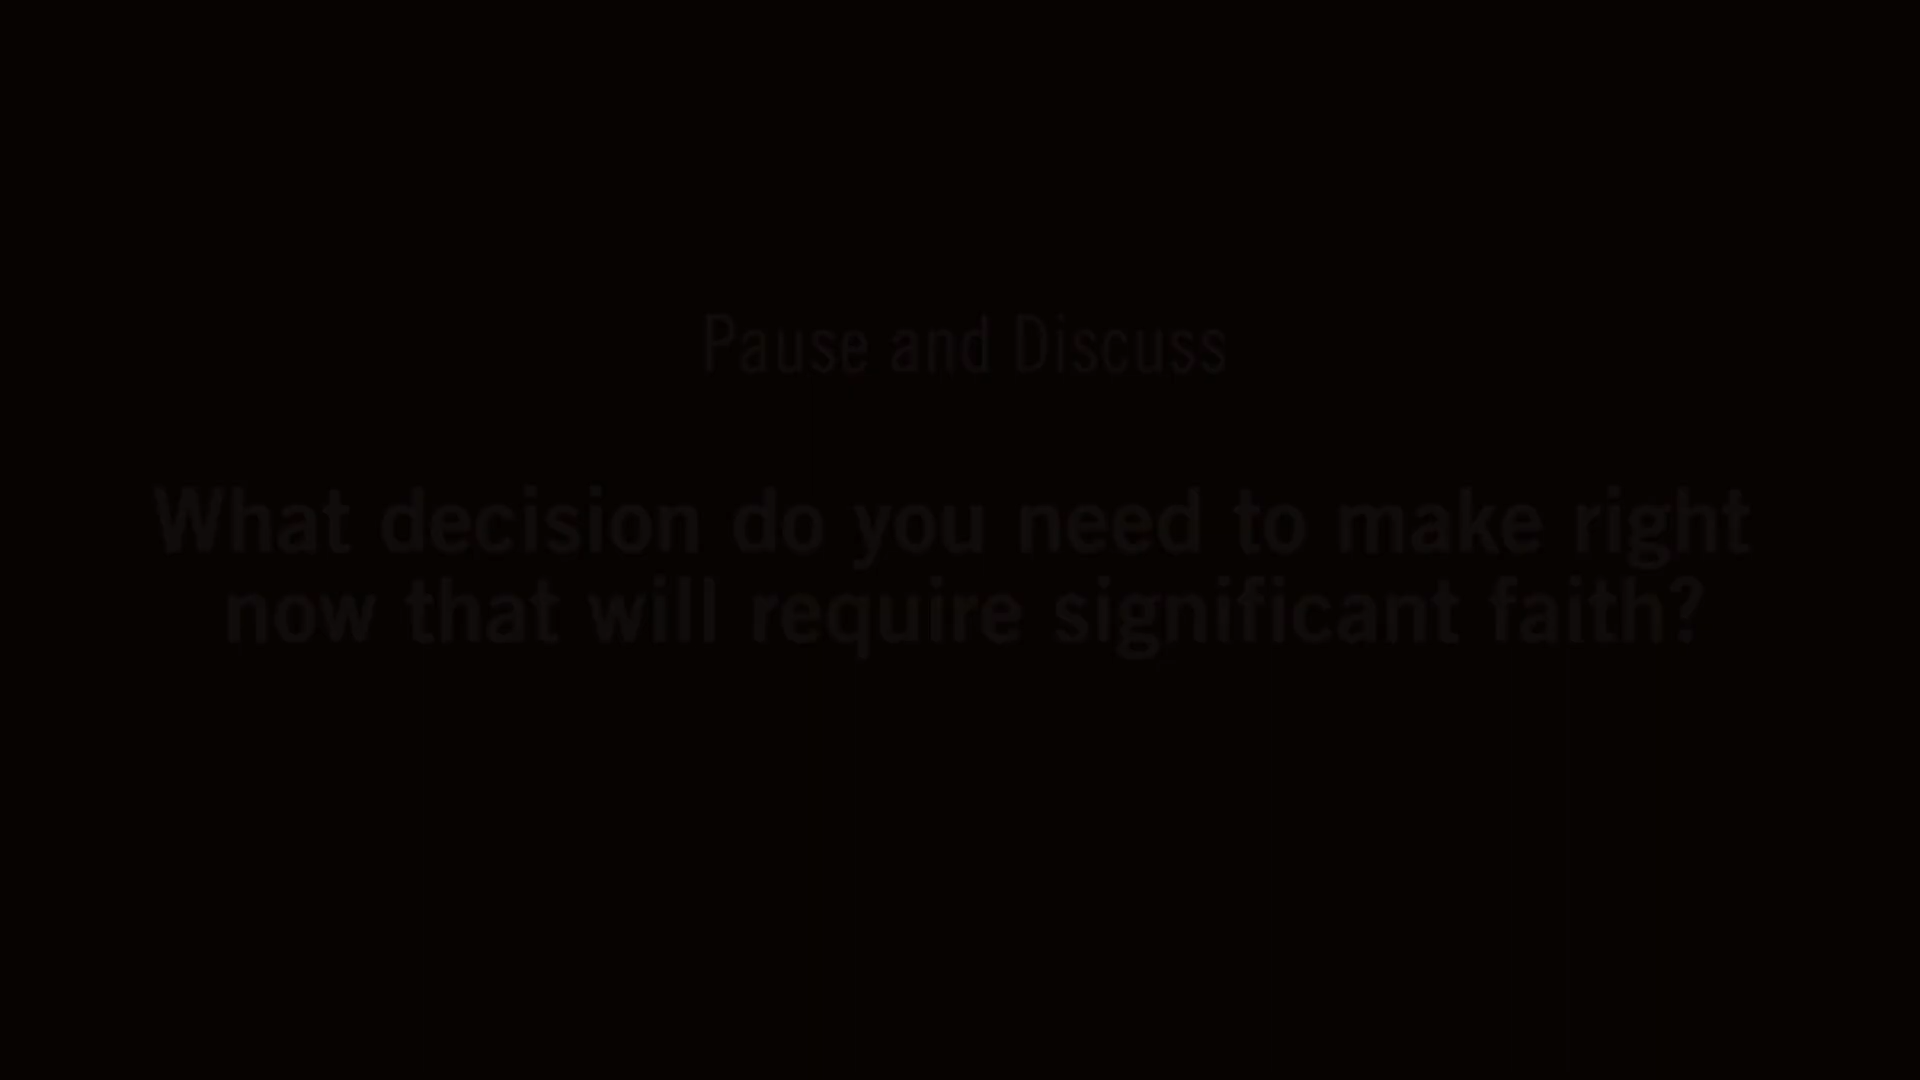 Pause and Discuss
What decision do you need to make right
now that will require significant faith?